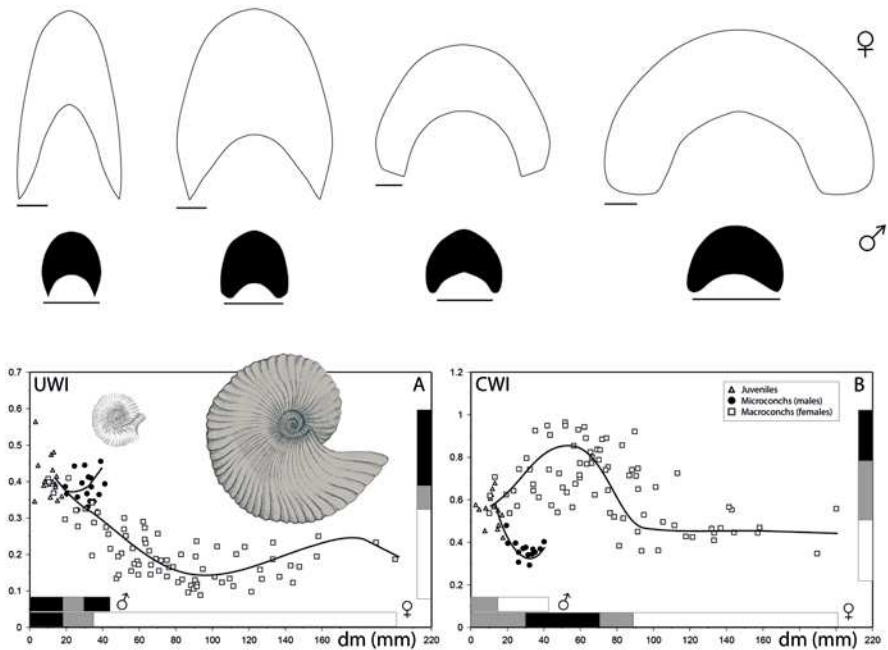 ♀
♂
UWI
A
0.7
0.6
0.5
0.4
0.3
0.2
0.1
0
♂
♀
0 20 40 60 80 100 120 140 160 dm (mm) 220
CWI
B
Juveniles
Microconchs (males)
Macroconchs (females)
1.2
1
0.8
0.6
0.4
0.2
0
♂
♀
0 20 40 60 80 100 120 140 160 dm (mm) 220